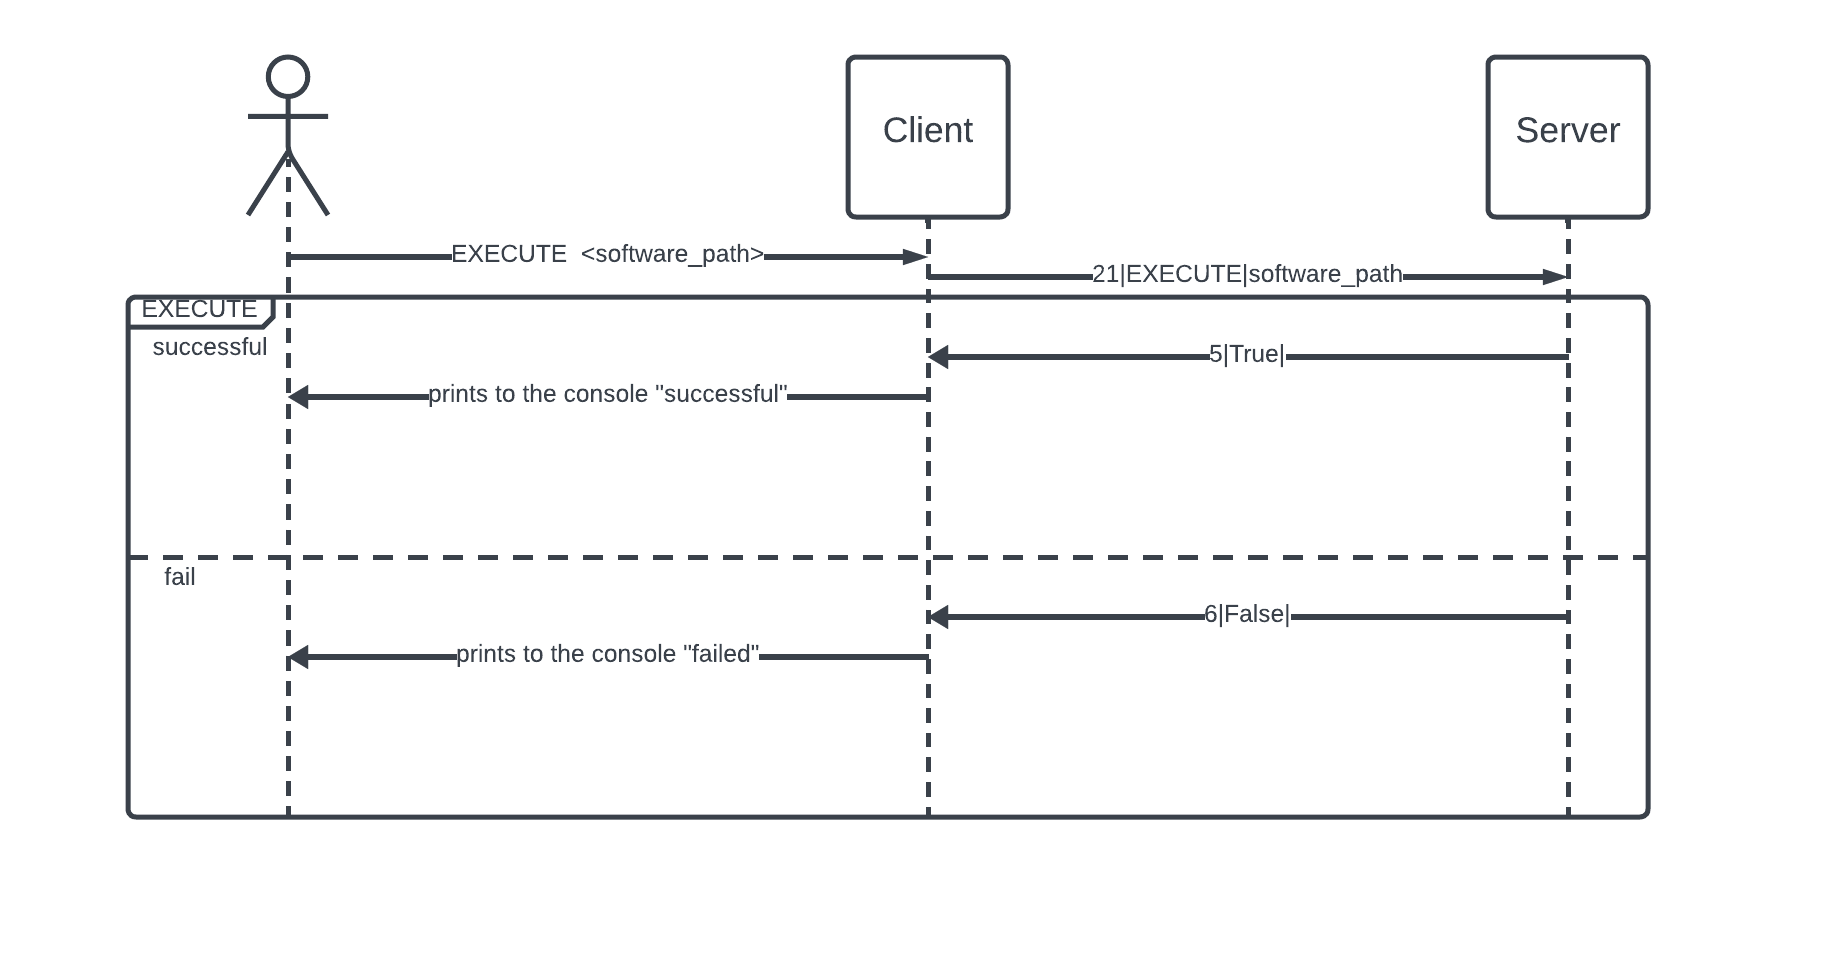 Client
Server
EXECUTE <software_path>
21|EXECUTE|software_path
EXECUTE
successful
5|True|
prints to the console "successful"
fail
6|False|
prints to the console "failed"